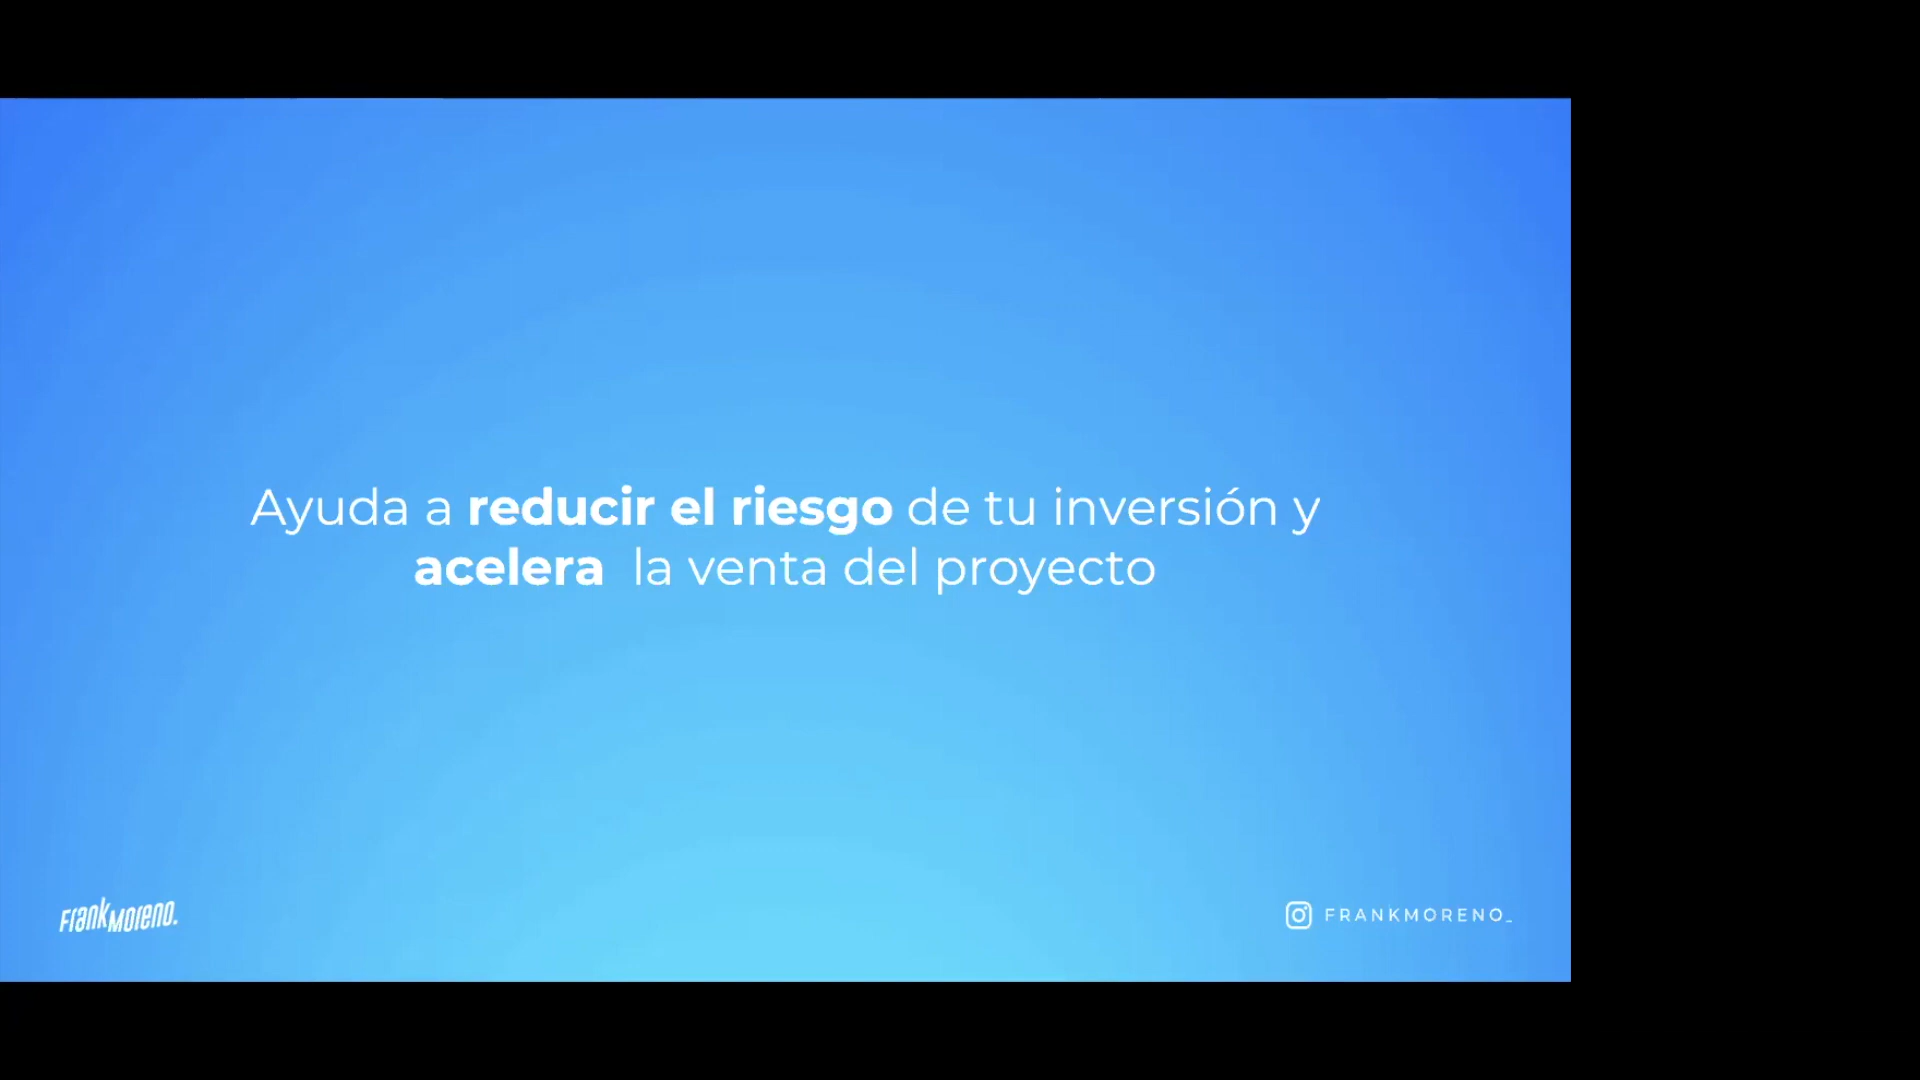 Ayuda a reducir el riesgo de tu inversión y
acelera  la venta del proyecto
FrankMoreno.
FRANKMORENO_